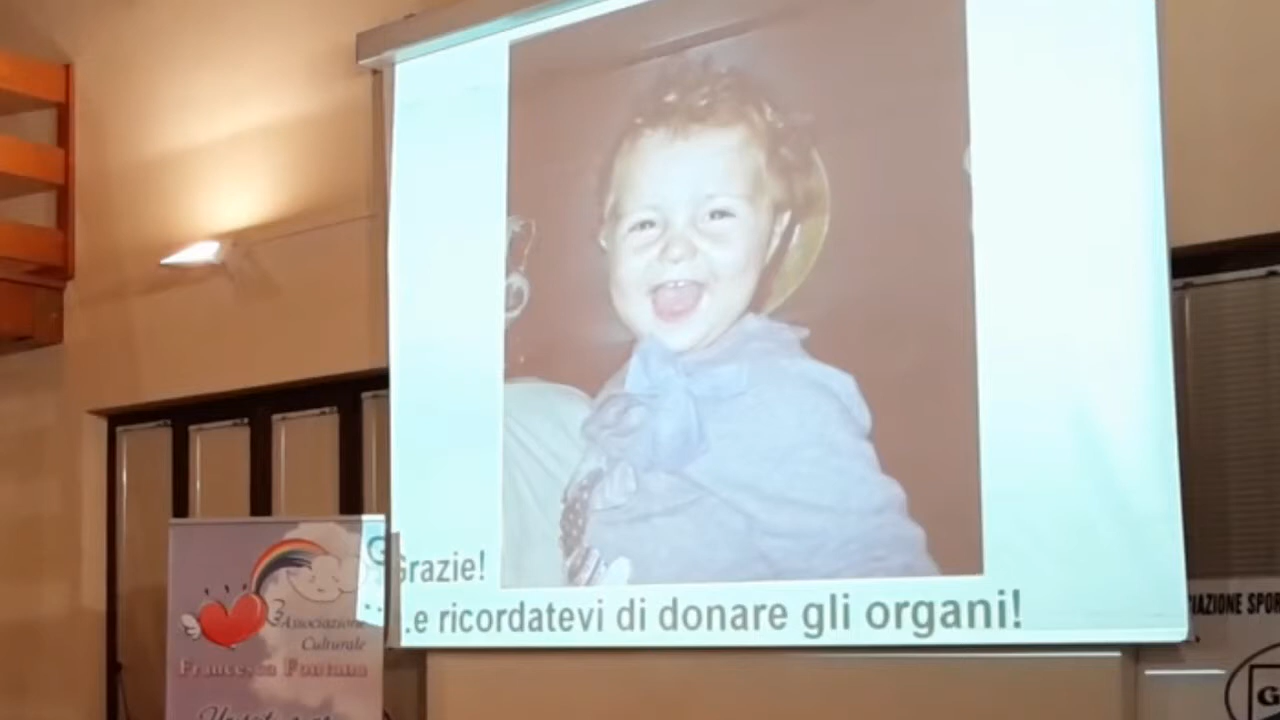 Grazie!
..e ricordatevi di donare gli organi!
Associazione
Culturale
Francesca Fontana
IAZIONE SPOR
G